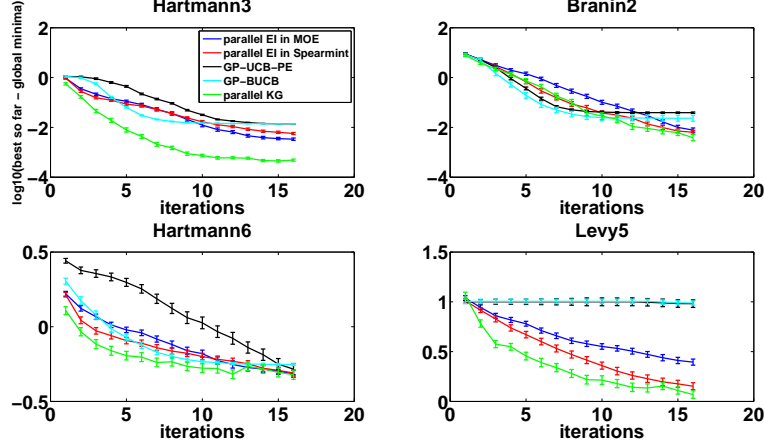 Hartmann3
log10(best so far − global minima)
2
0
−2
−4
0
5
10
15
20
iterations
parallel EI in MOE
parallel EI in Spearmint
GP−UCB−PE
GP−BUCB
parallel KG
Branin2
2
0
−2
−4
0
5
10
15
20
iterations
Hartmann6
0.5
0
−0.5
0
5
10
15
20
iterations
Levy5
1.5
1
0.5
0
0
5
10
15
20
iterations